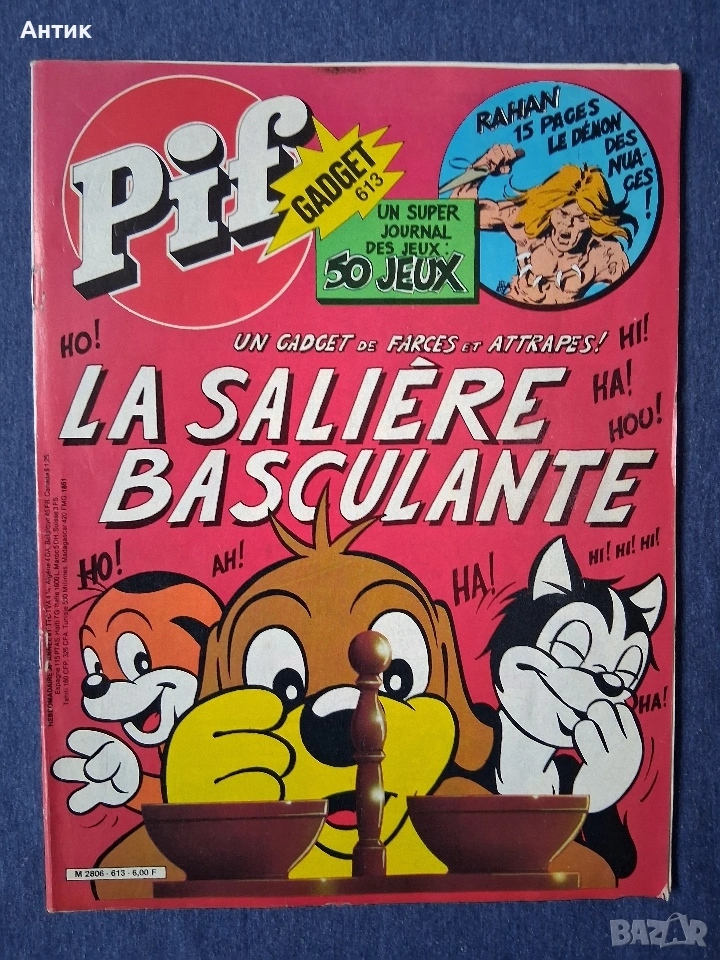 Антик
Pif
GADGET
613
RAHAN
15 PAGES
LE DÉMON
DES
NUA-
GES!
UN SUPER
JOURNAL
DES JEUX:
50 JEUX
HO!
UN GADGET DE FARCES ET ATTRAPES!
HI!
HA!
HOU!
LA SALIÈRE
BASCULANTE
HO!
AH!
HA!
HI! HI! HI!
HA!
M 2806 - 613 - 6,00 F
BAZAR